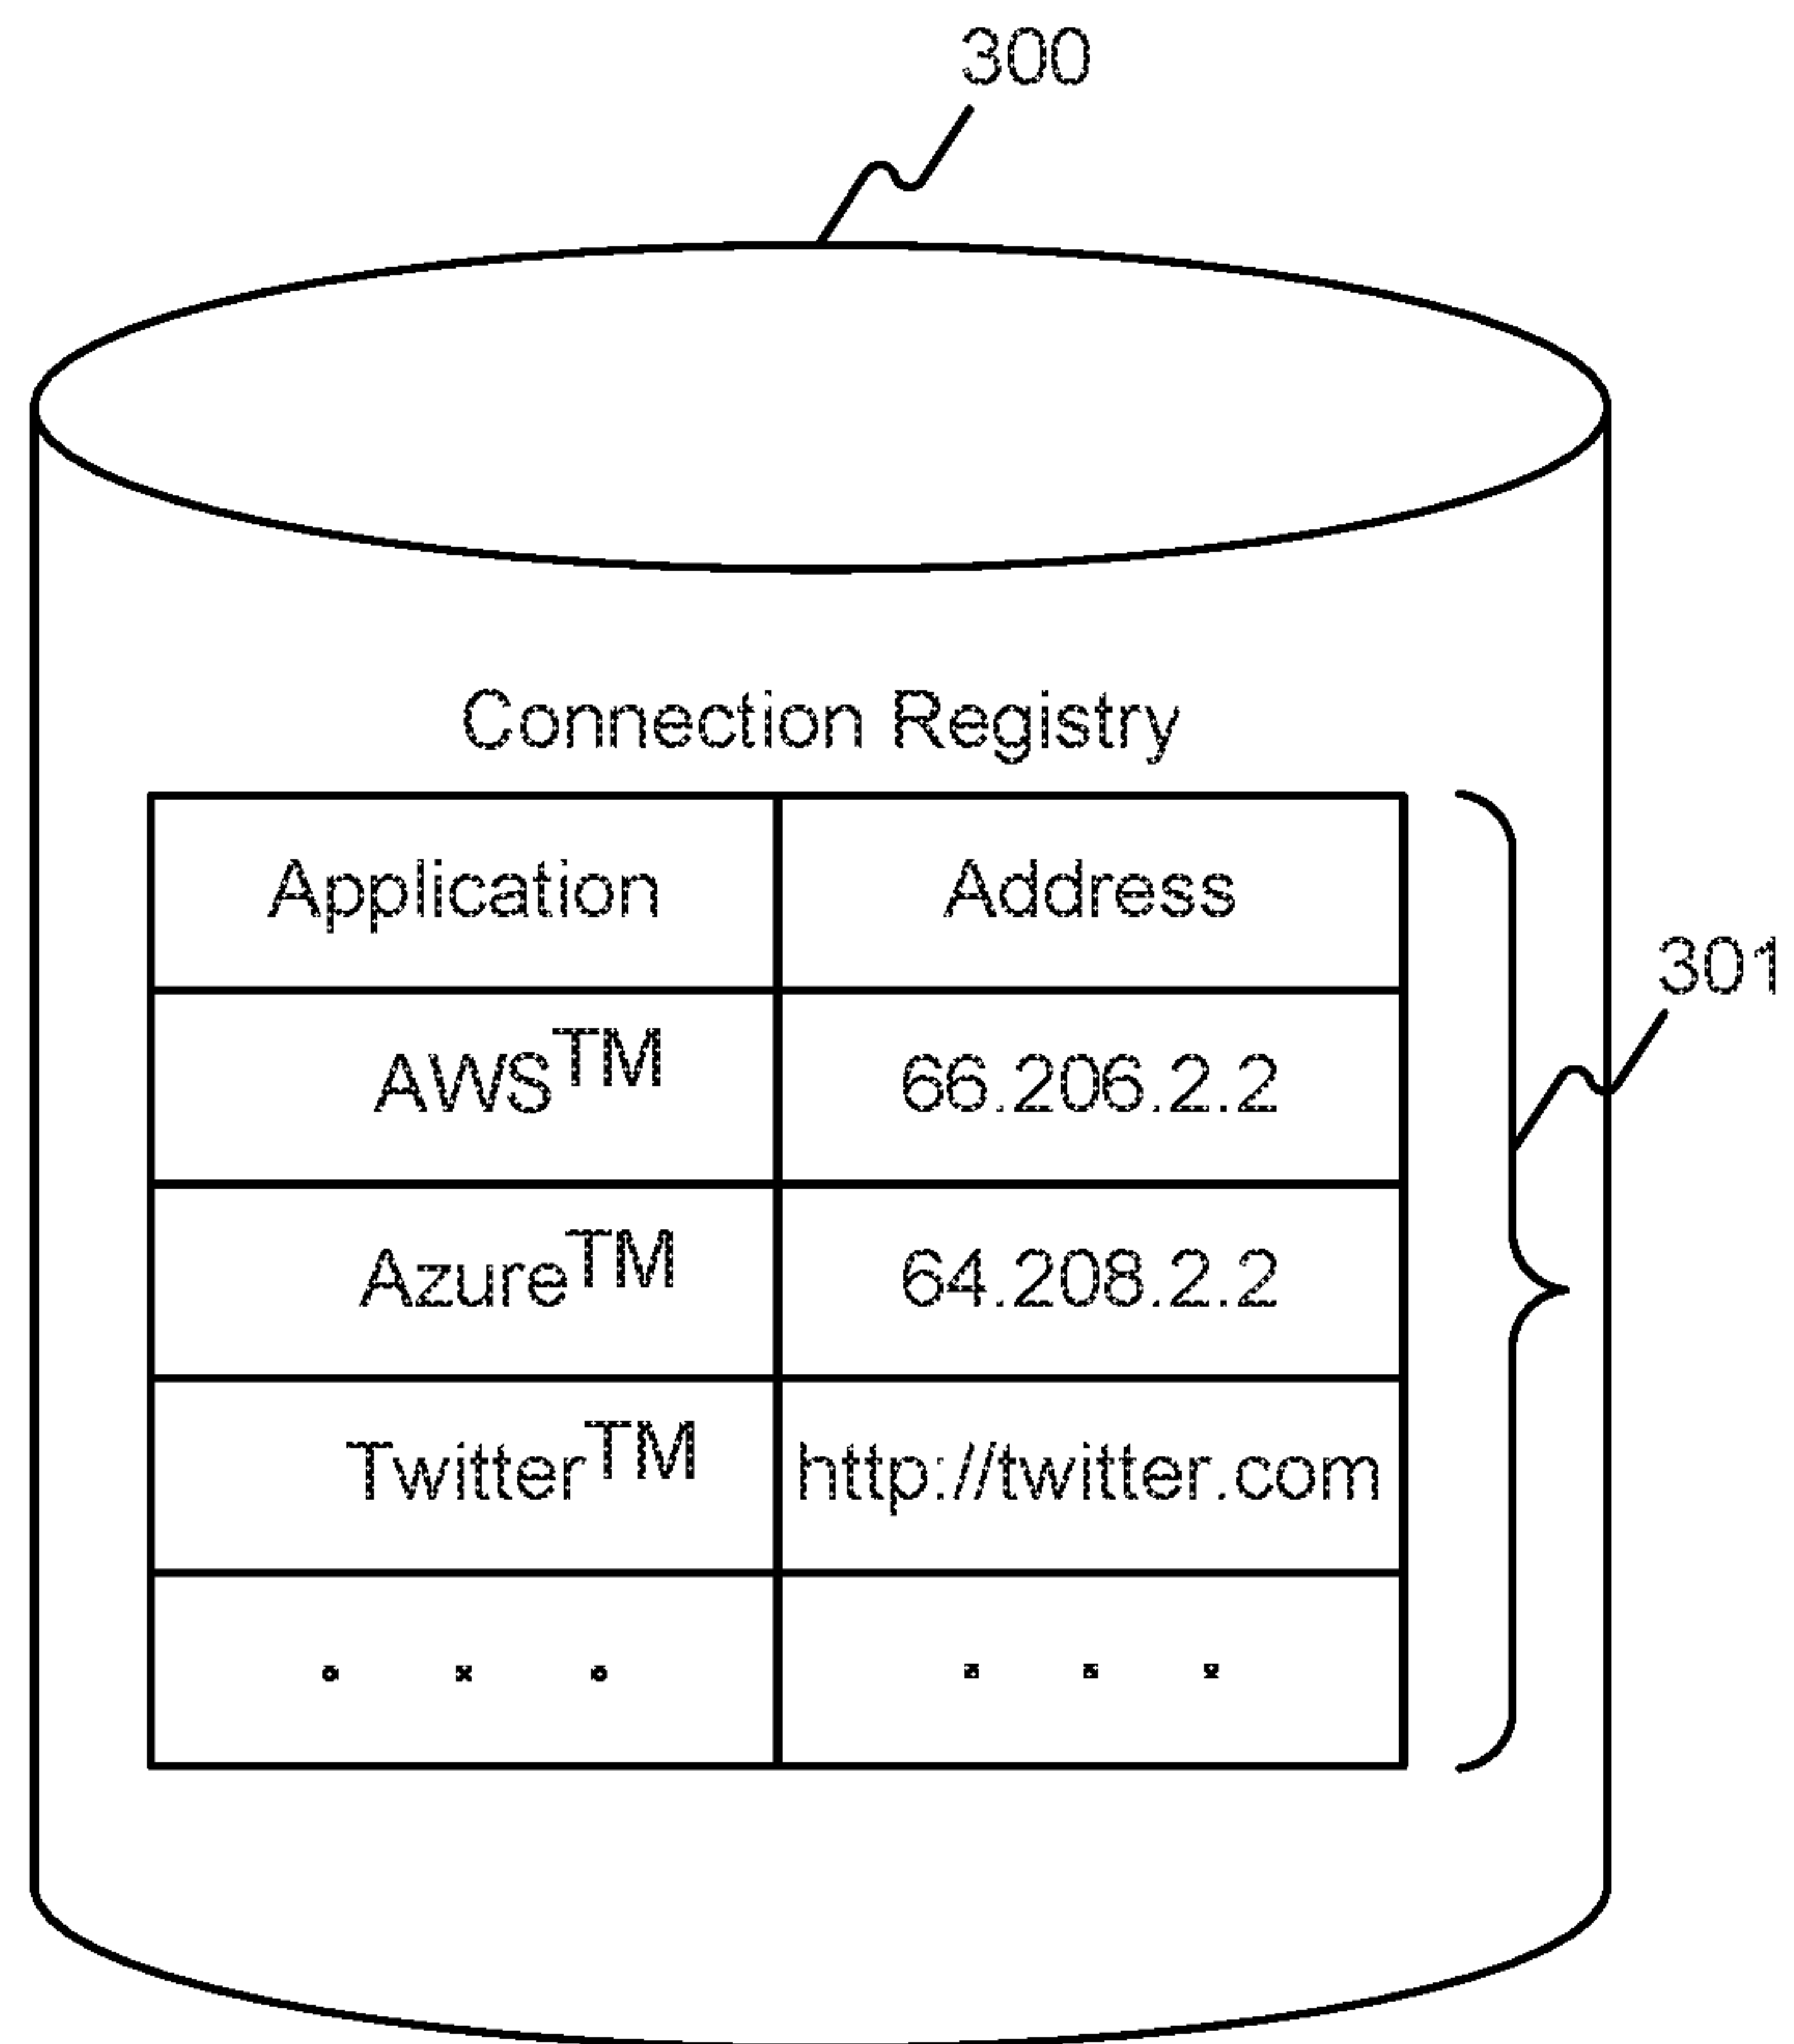 300
Connection Registry
Application Address
AWS™ 66.206.2.2
301
Azure™ 64.208.2.2
Twitter™ http://twitter.com
. . . . . .